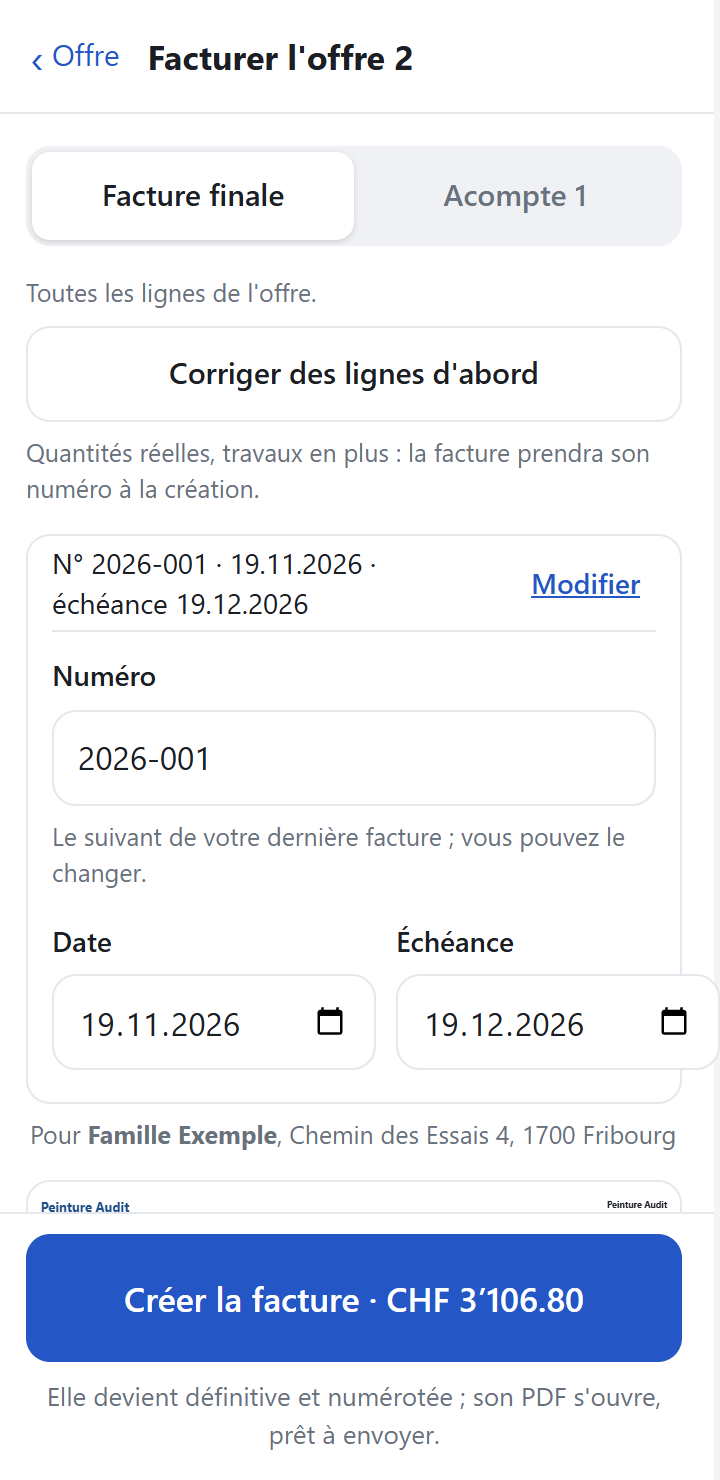 ‹ Offre Facturer l'offre 2
Facture finale Acompte 1
Toutes les lignes de l'offre.
Corriger des lignes d'abord
Quantités réelles, travaux en plus : la facture prendra son
numéro à la création.
N° 2026-001 · 19.11.2026 ·
échéance 19.12.2026
Modifier
Numéro
2026-001
Le suivant de votre dernière facture ; vous pouvez le
changer.
Date Échéance
19.11.2026 19.12.2026
Pour Famille Exemple, Chemin des Essais 4, 1700 Fribourg
Peinture Audit Peinture Audit
Créer la facture · CHF 3’106.80
Elle devient définitive et numérotée ; son PDF s'ouvre,
prêt à envoyer.